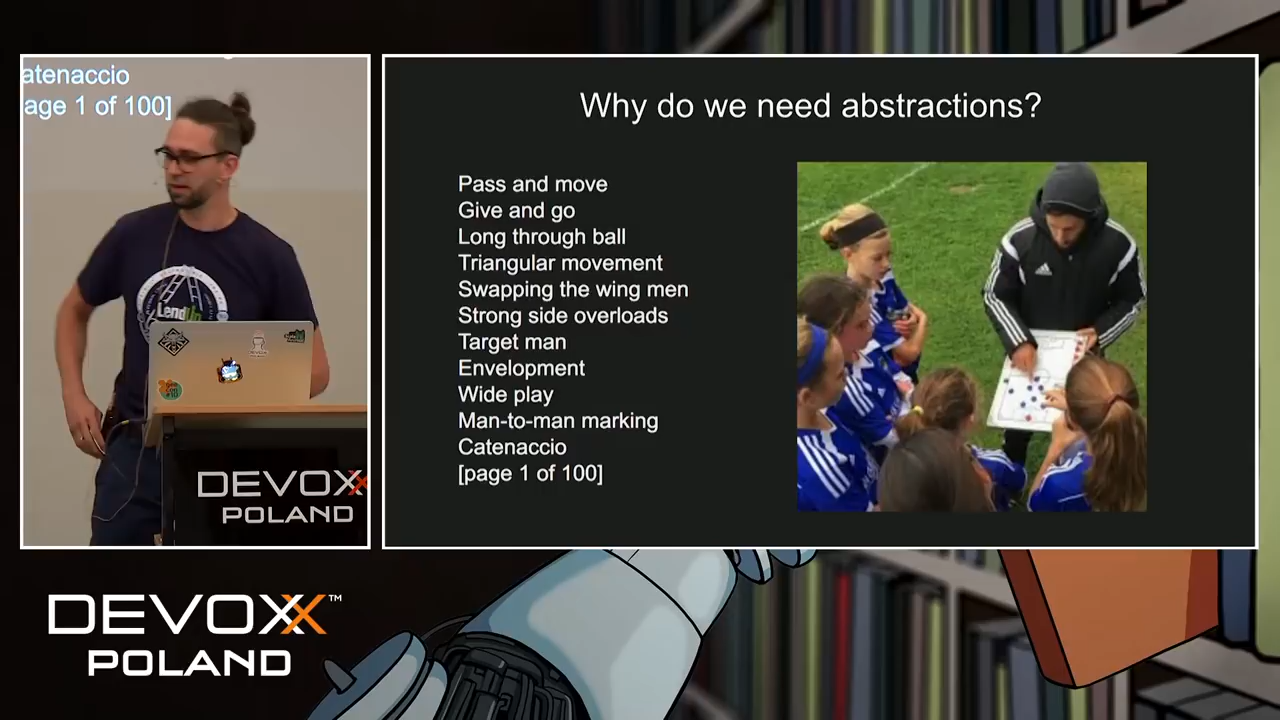 atenaccio
age 1 of 100]
LendUp
DEVOXX
POLAND
Why do we need abstractions?
Pass and move
Give and go
Long through ball
Triangular movement
Swapping the wing men
Strong side overloads
Target man
Envelopment
Wide play
Man-to-man marking
Catenaccio
[page 1 of 100]
DEVOXX™
POLAND